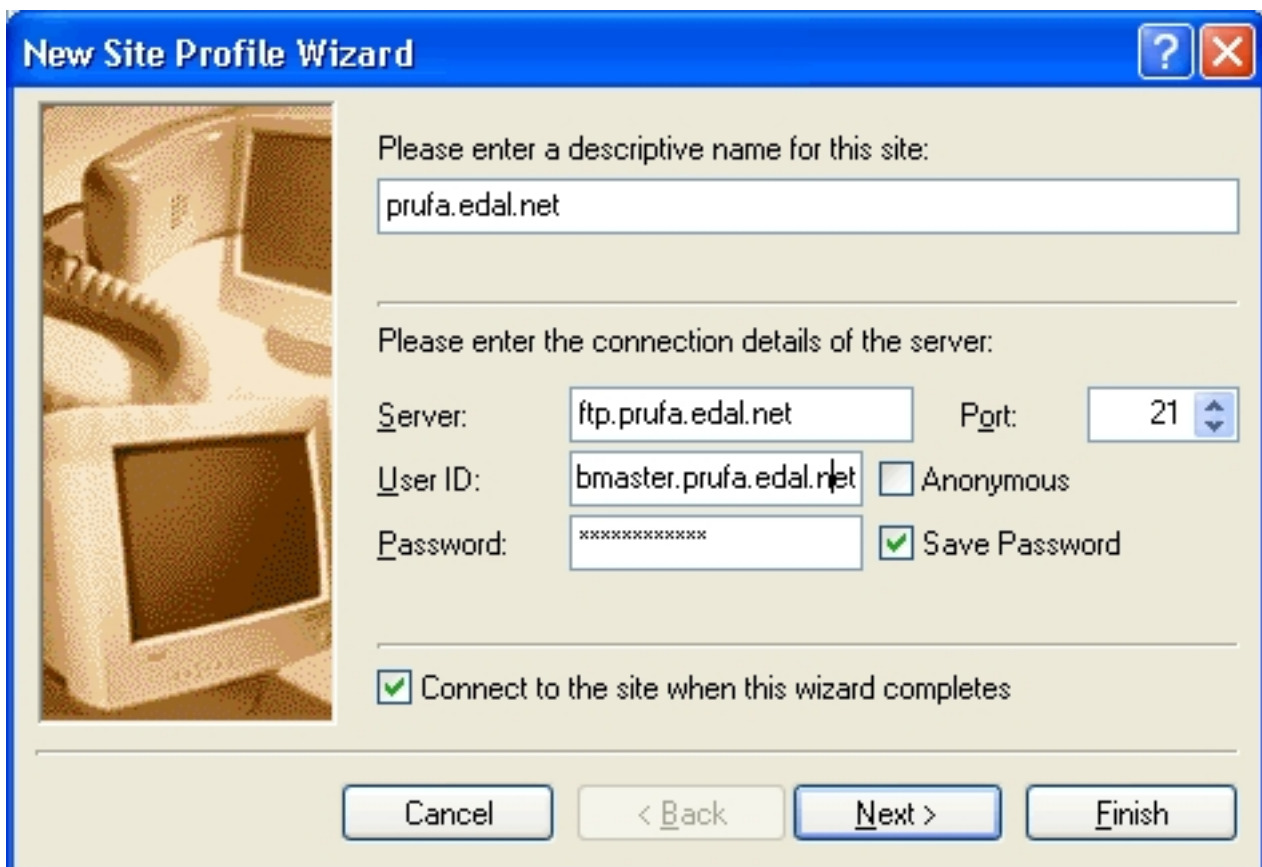 New Site Profile Wizard
Please enter a descriptive name for this site:
prufa.edal.net
Please enter the connection details of the server:
Server: ftp.prufa.edal.net Port: 21
User ID: bmaster.prufa.edal.net Anonymous
Password: ************ Save Password
Connect to the site when this wizard completes
Cancel < Back Next > Finish